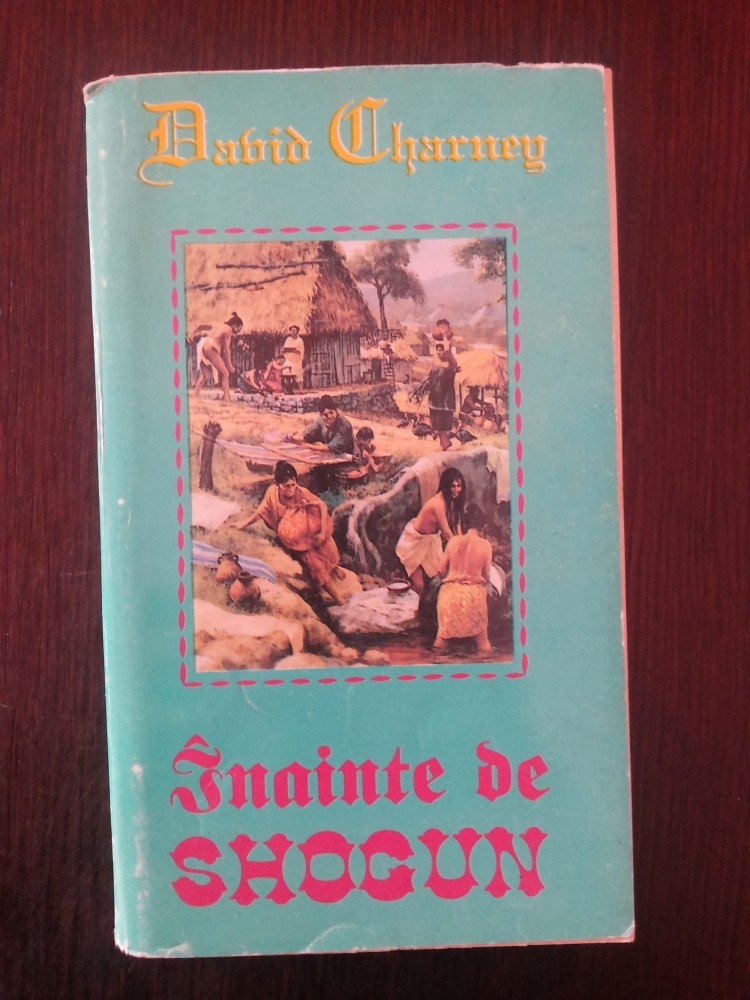 David Charney
Înainte de
SHOGUN